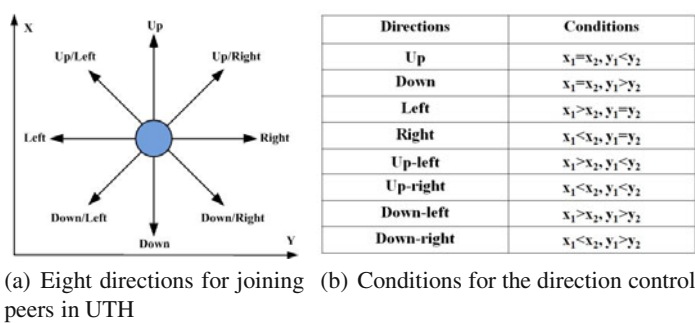 X
Up
Up/Left
Up/Right
Left
Right
Down/Left
Down/Right
Down
Y
Directions Conditions
Up x₁=x₂, y₁<y₂
Down x₁=x₂, y₁>y₂
Left x₁>x₂, y₁=y₂
Right x₁<x₂, y₁=y₂
Up-left x₁>x₂, y₁<y₂
Up-right x₁<x₂, y₁<y₂
Down-left x₁>x₂, y₁>y₂
Down-right x₁<x₂, y₁>y₂
(a) Eight directions for joining
peers in UTH
(b) Conditions for the direction control